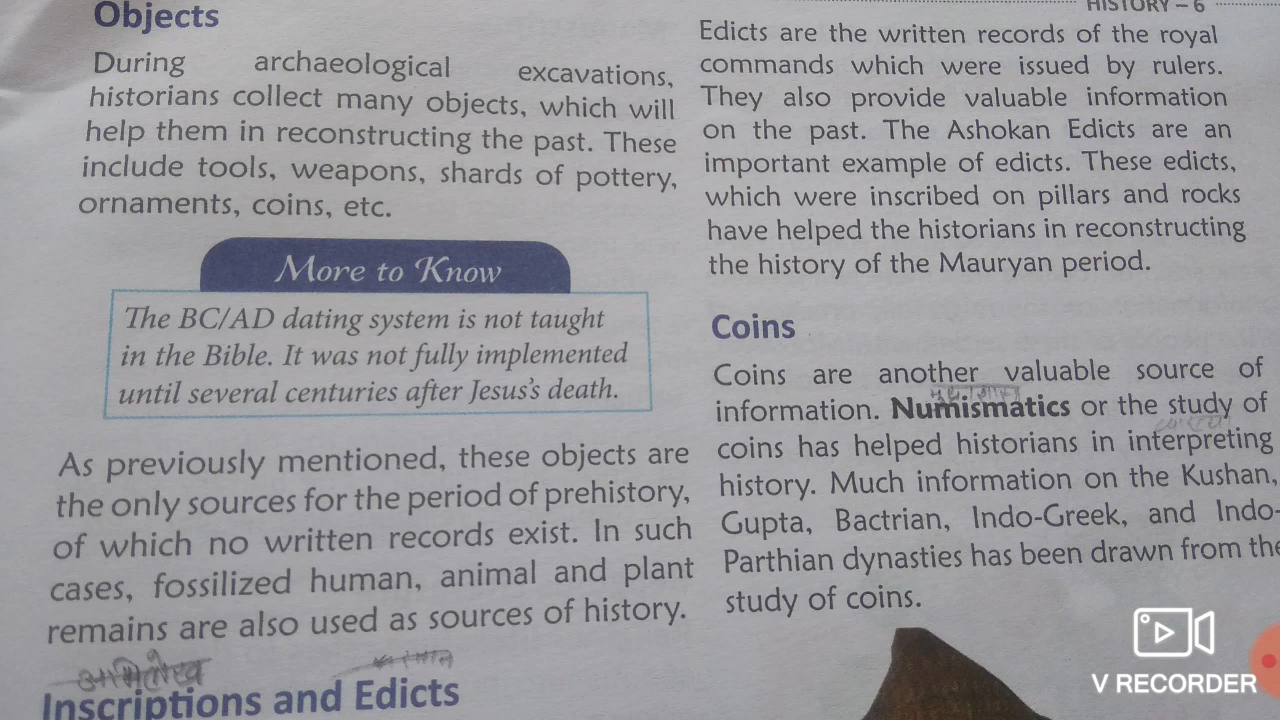 Objects
During archaeological excavations,
historians collect many objects, which will
help them in reconstructing the past. These
include tools, weapons, shards of pottery,
ornaments, coins, etc.
More to Know
The BC/AD dating system is not taught
in the Bible. It was not fully implemented
until several centuries after Jesus's death.
As previously mentioned, these objects are
the only sources for the period of prehistory,
of which no written records exist. In such
cases, fossilized human, animal and plant
remains are also used as sources of history.
अभिलेख
Inscriptions and Edicts
HISTORY – 6
Edicts are the written records of the royal
commands which were issued by rulers.
They also provide valuable information
on the past. The Ashokan Edicts are an
important example of edicts. These edicts,
which were inscribed on pillars and rocks
have helped the historians in reconstructing
the history of the Mauryan period.
Coins
Coins are another valuable source of
information. Numismatics or the study of
coins has helped historians in interpreting
history. Much information on the Kushan,
Gupta, Bactrian, Indo-Greek, and Indo-
Parthian dynasties has been drawn from the
study of coins.
V RECORDER